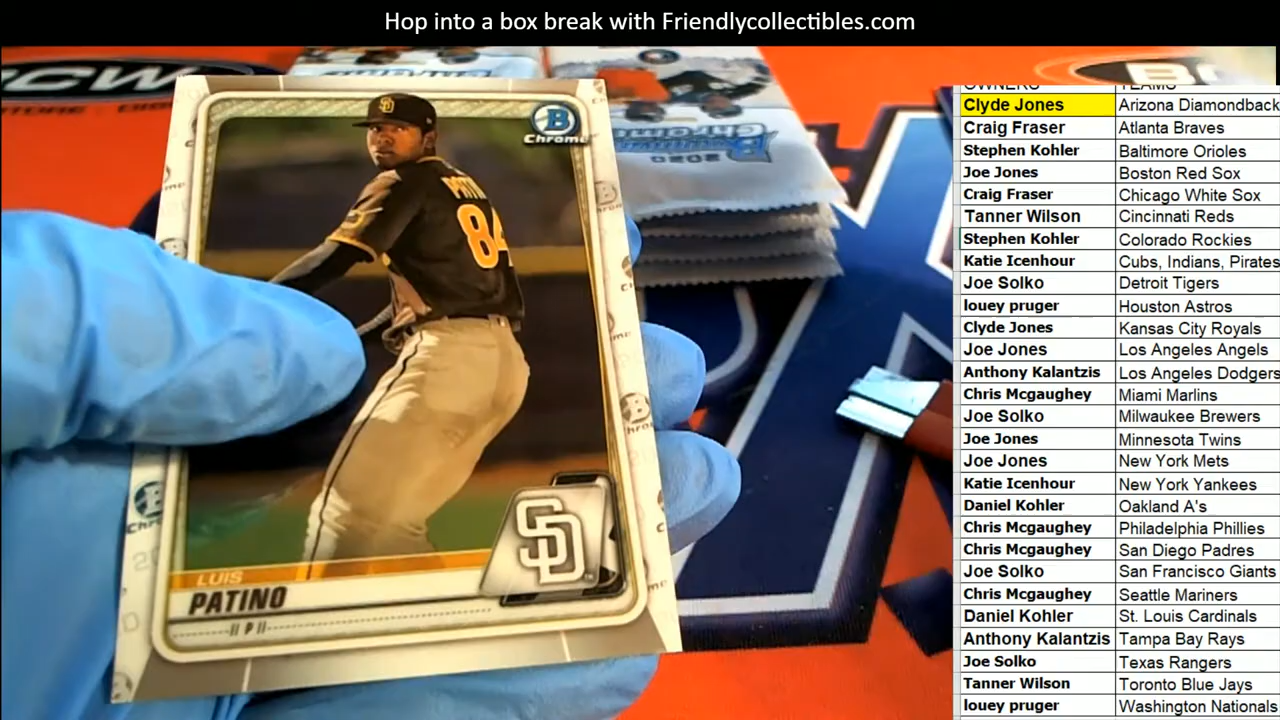 Hop into a box break with Friendlycollectibles.com
Chrome
84
SD
LUIS
PATINO
P
Bowman
Chrome
2020
OWNERS TEAMS
Clyde Jones Arizona Diamondback
Craig Fraser Atlanta Braves
Stephen Kohler Baltimore Orioles
Joe Jones Boston Red Sox
Craig Fraser Chicago White Sox
Tanner Wilson Cincinnati Reds
Stephen Kohler Colorado Rockies
Katie Icenhour Cubs, Indians, Pirates
Joe Solko Detroit Tigers
louey pruger Houston Astros
Clyde Jones Kansas City Royals
Joe Jones Los Angeles Angels
Anthony Kalantzis Los Angeles Dodgers
Chris Mcgaughey Miami Marlins
Joe Solko Milwaukee Brewers
Joe Jones Minnesota Twins
Joe Jones New York Mets
Katie Icenhour New York Yankees
Daniel Kohler Oakland A's
Chris Mcgaughey Philadelphia Phillies
Chris Mcgaughey San Diego Padres
Joe Solko San Francisco Giants
Chris Mcgaughey Seattle Mariners
Daniel Kohler St. Louis Cardinals
Anthony Kalantzis Tampa Bay Rays
Joe Solko Texas Rangers
Tanner Wilson Toronto Blue Jays
louey pruger Washington Nationals